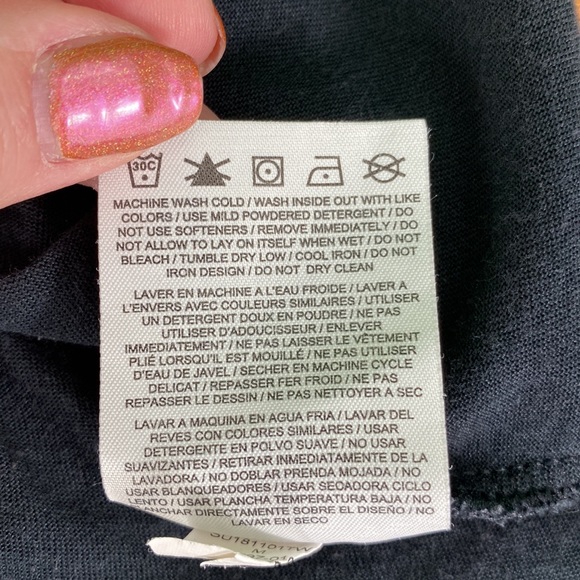 30C
MACHINE WASH COLD / WASH INSIDE OUT WITH LIKE
COLORS / USE MILD POWDERED DETERGENT / DO
NOT USE SOFTENERS / REMOVE IMMEDIATELY / DO
NOT ALLOW TO LAY ON ITSELF WHEN WET / DO NOT
BLEACH / TUMBLE DRY LOW / COOL IRON / DO NOT
IRON DESIGN / DO NOT DRY CLEAN
LAVER EN MACHINE A L'EAU FROIDE / LAVER A
L'ENVERS AVEC COULEURS SIMILAIRES / UTILISER
UN DETERGENT DOUX EN POUDRE / NE PAS
UTILISER D'ADOUCISEUR / ENLEVER
IMMEDIATEMENT / NE PAS LAISSER LE VÊTEMENT
PLIÉ LORSQU'IL EST MOUILLÉ / NE PAS UTILISER
D'EAU DE JAVEL / SECHER EN MACHINE CYCLE
DELICAT / REPASSER FER FROID / NE PAS
REPASSER LE DESSIN / NE PAS NETTOYER A SEC
LAVAR A MAQUINA EN AGUA FRIA / LAVAR DEL
REVES CON COLORES SIMILARES / USAR
DETERGENTE EN POLVO SUAVE / NO USAR
SUAVIZANTES / RETIRAR IMMEDIATAMENTE DE LA
LAVADORA / NO DOBLAR PRENDA MOJADA / NO
USAR BLANQUEADORES / USAR SEOADORA CICLO
LENTO / USAR PLANCHA TEMPERATURA BAJA / NO
PLANCHAR DIRECTAMENTE SOBRE EL DISEÑO / NO
LAVAR EN SECO
M